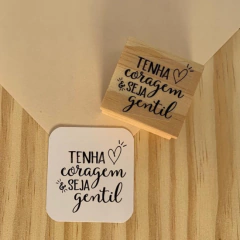 TENHA
coragem
& SEJA
gentil
TENHA
coragem
& SEJA
gentil